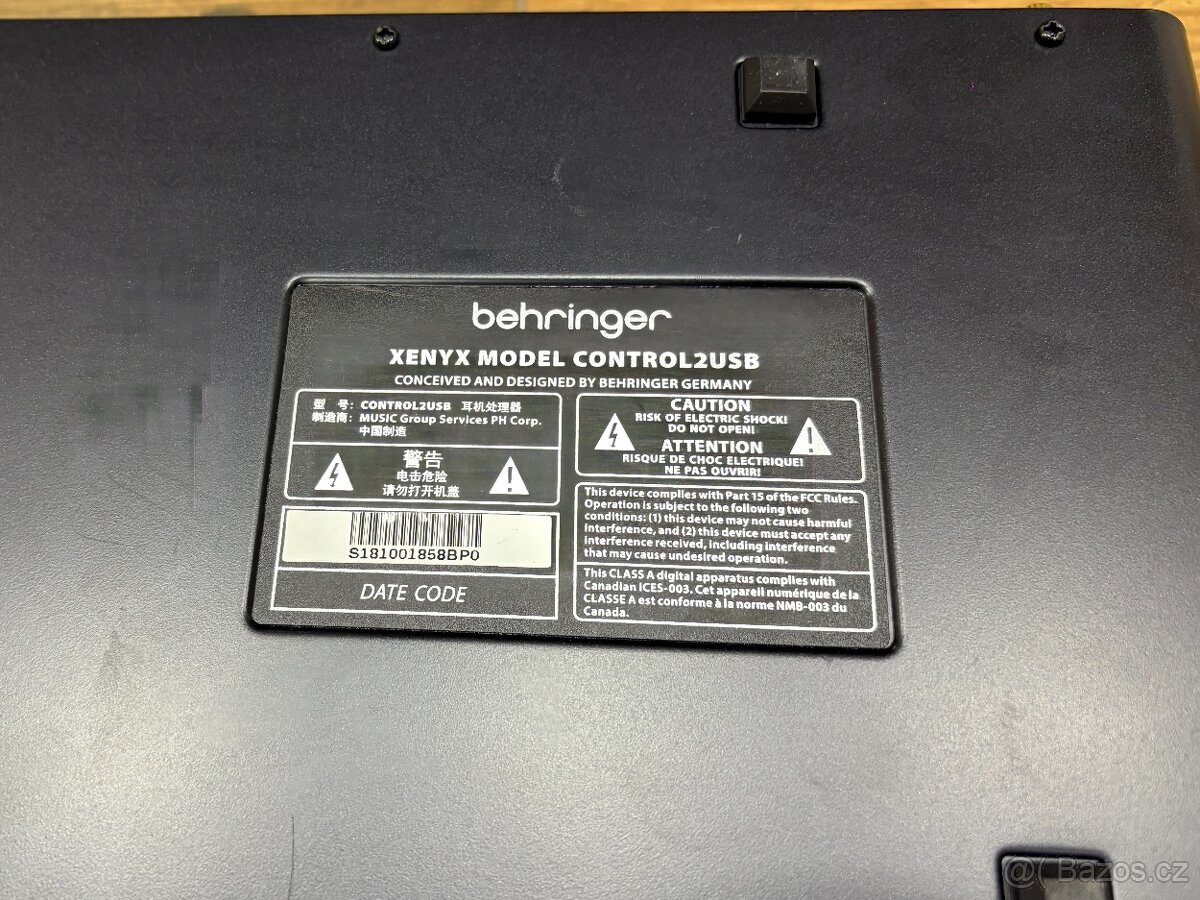 behringer
XENYX MODEL CONTROL2USB
CONCEIVED AND DESIGNED BY BEHRINGER GERMANY
型 号: CONTROL2USB 耳机处理器
制造商: MUSIC Group Services PH Corp.
中国制造
警告
电击危险
请勿打开机盖
S181001858BP0
DATE CODE
CAUTION
RISK OF ELECTRIC SHOCK!
DO NOT OPEN!
ATTENTION
RISQUE DE CHOC ELECTRIQUE!
NE PAS OUVRIR!
This device complies with Part 15 of the FCC Rules.
Operation is subject to the following two
conditions: (1) this device may not cause harmful
interference, and (2) this device must accept any
interference received, including interference
that may cause undesired operation.
This CLASS A digital apparatus complies with
Canadian ICES-003. Cet appareil numérique de la
CLASSE A est conforme à la norme NMB-003 du
Canada.
@( Bazos.cz